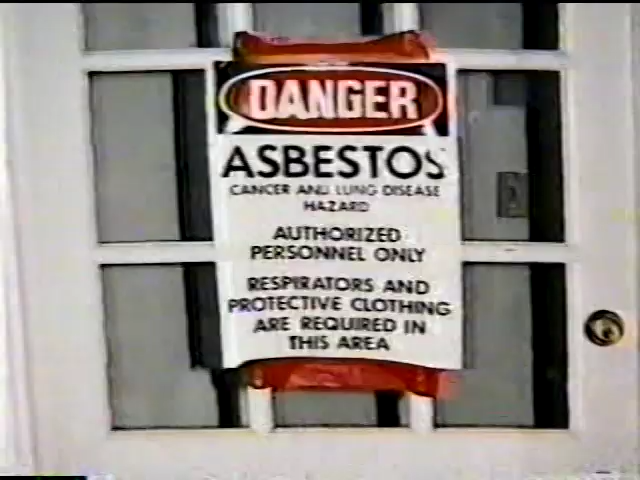 DANGER
ASBESTOS
CANCER AND LUNG DISEASE
HAZARD
AUTHORIZED
PERSONNEL ONLY
RESPIRATORS AND
PROTECTIVE CLOTHING
ARE REQUIRED IN
THIS AREA